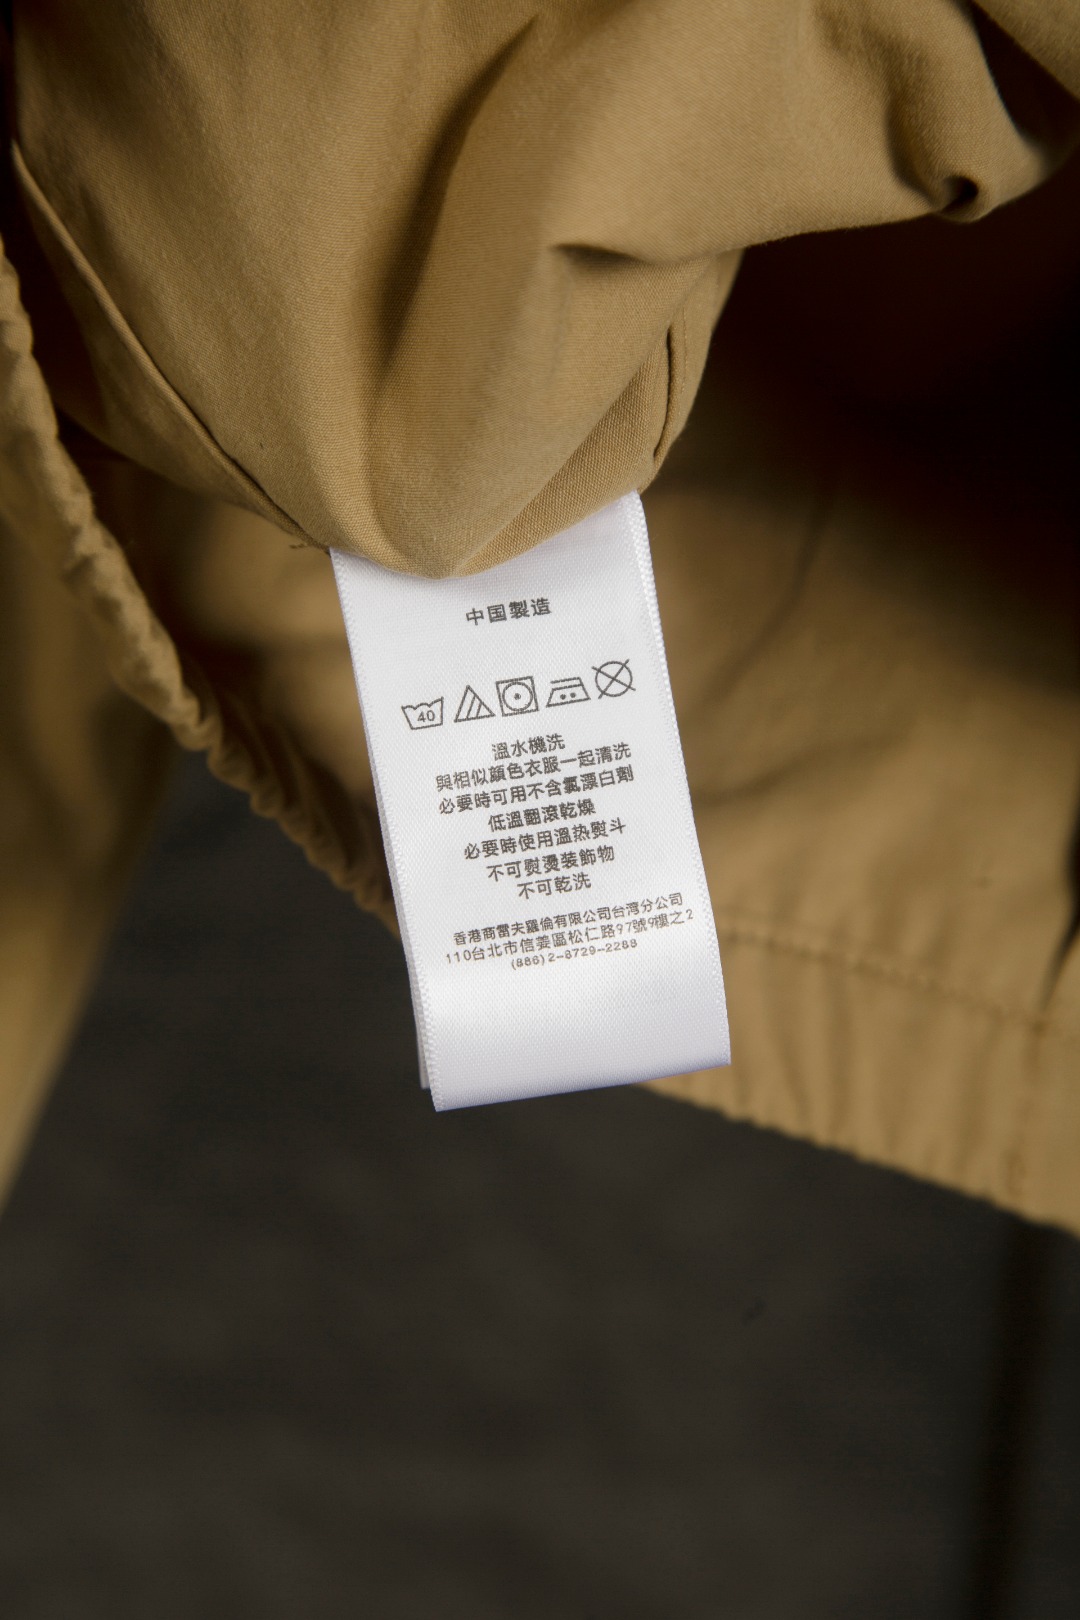 中国製造
40
溫水機洗
與相似顏色衣服一起清洗
必要時可用不含氯漂白劑
低溫翻滾乾燥
必要時使用溫热熨斗
不可熨燙装飾物
不可乾洗
香港商雷夫羅倫有限公司台湾分公司
110台北市信義區松仁路97號9樓之2
(886)2-8729-2288